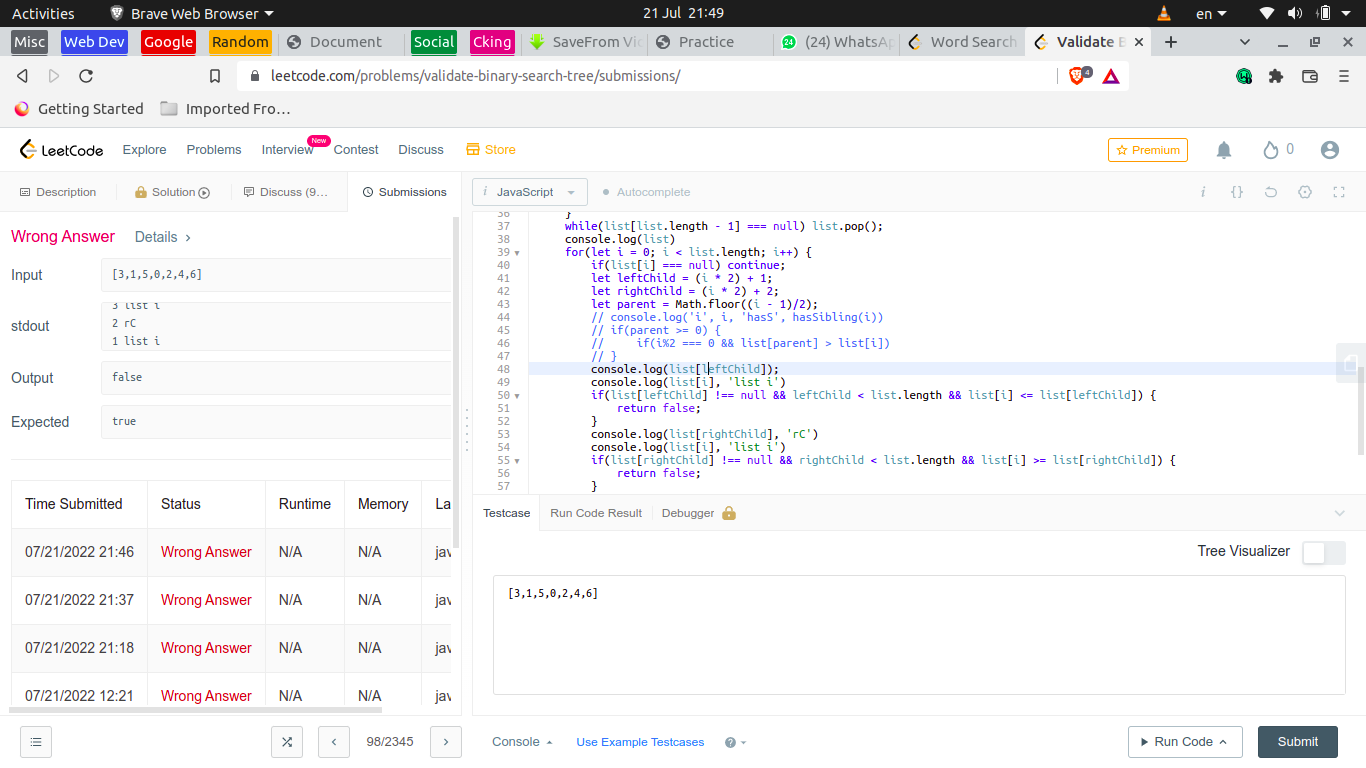 Activities
Brave Web Browser
21 Jul 21:49
en
Misc
Web Dev
Google
Random
Document
Social
Cking
SaveFrom Vi
Practice
(24) WhatsAp
Word Search
Validate B
leetcode.com/problems/validate-binary-search-tree/submissions/
4
Getting Started
Imported Fro...
LeetCode
Explore
Problems
Interview
New
Contest
Discuss
Store
Premium
0
Description
Solution
Discuss (9...
Submissions
i JavaScript
Autocomplete
Wrong Answer
Details
Input
[3,1,5,0,2,4,6]
stdout
3 list i
2 rC
1 list i
Output
false
Expected
true
Time Submitted Status Runtime Memory La
07/21/2022 21:46 Wrong Answer N/A N/A jav
07/21/2022 21:37 Wrong Answer N/A N/A jav
07/21/2022 21:18 Wrong Answer N/A N/A jav
07/21/2022 12:21 Wrong Answer N/A N/A jav
36 }
37 while(list[list.length - 1] === null) list.pop();
38 console.log(list)
39 for(let i = 0; i < list.length; i++) {
40 if(list[i] === null) continue;
41 let leftChild = (i * 2) + 1;
42 let rightChild = (i * 2) + 2;
43 let parent = Math.floor((i - 1)/2);
44 // console.log('i', i, 'hasS', hasSibling(i))
45 // if(parent >= 0) {
46 // if(i%2 === 0 && list[parent] > list[i])
47 // }
48 console.log(list[leftChild]);
49 console.log(list[i], 'list i')
50 if(list[leftChild] !== null && leftChild < list.length && list[i] <= list[leftChild]) {
51 return false;
52 }
53 console.log(list[rightChild], 'rC')
54 console.log(list[i], 'list i')
55 if(list[rightChild] !== null && rightChild < list.length && list[i] >= list[rightChild]) {
56 return false;
57 }
Testcase
Run Code Result
Debugger
Tree Visualizer
[3,1,5,0,2,4,6]
98/2345
Console
Use Example Testcases
Run Code
Submit